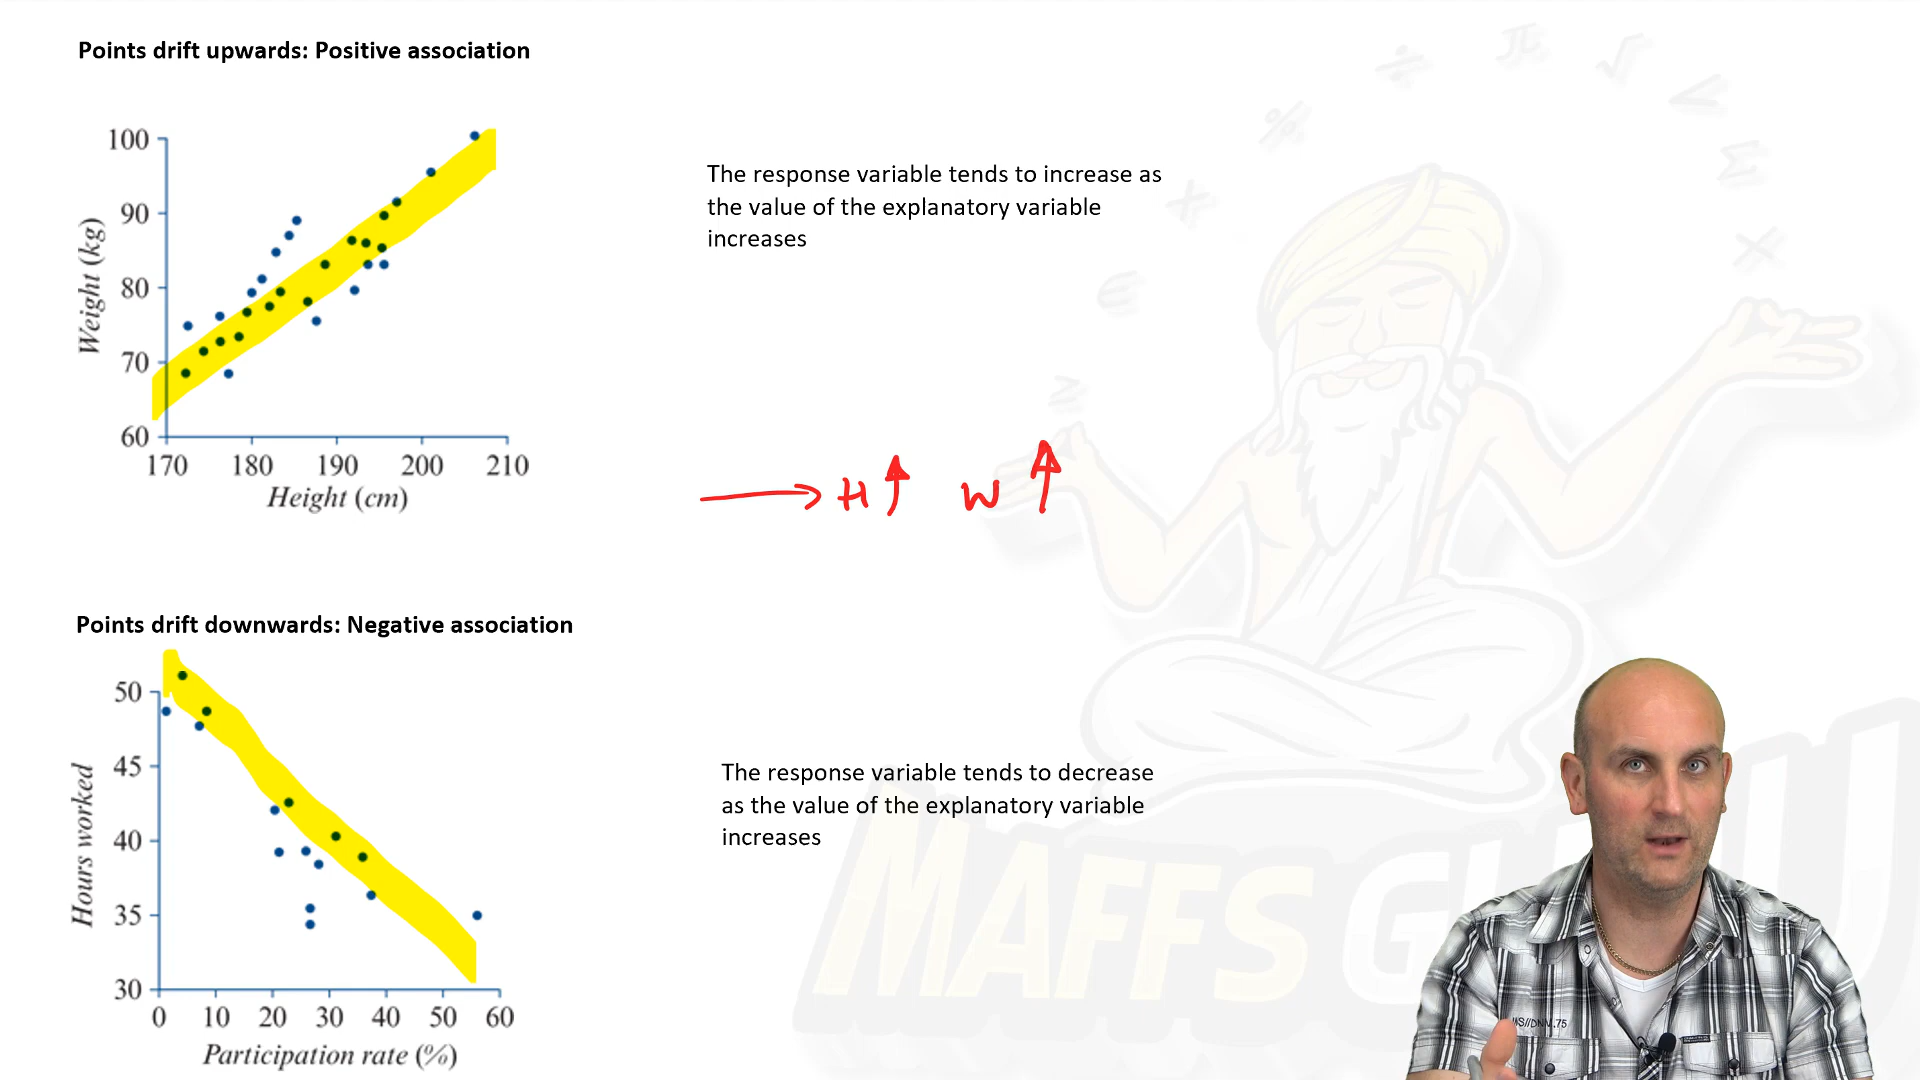 Points drift upwards: Positive association
100
90
80
70
60
Weight (kg)
170 180 190 200 210
Height (cm)
The response variable tends to increase as
the value of the explanatory variable
increases
H W
Points drift downwards: Negative association
50
45
40
35
30
Hours worked
0 10 20 30 40 50 60
Participation rate (%)
The response variable tends to decrease
as the value of the explanatory variable
increases
MAFFS GURU